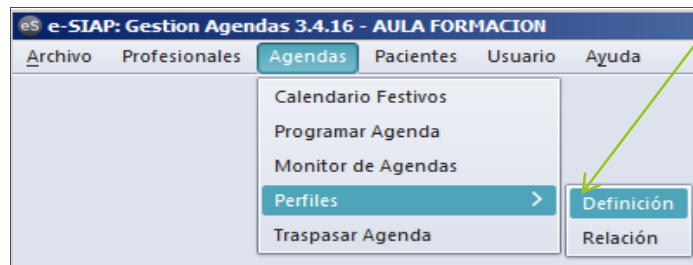 eS e-SIAP: Gestion Agendas 3.4.16 - AULA FORMACION
Archivo Profesionales Agendas Pacientes Usuario Ayuda
Calendario Festivos
Programar Agenda
Monitor de Agendas
Perfiles >
Definición
Traspasar Agenda
Relación